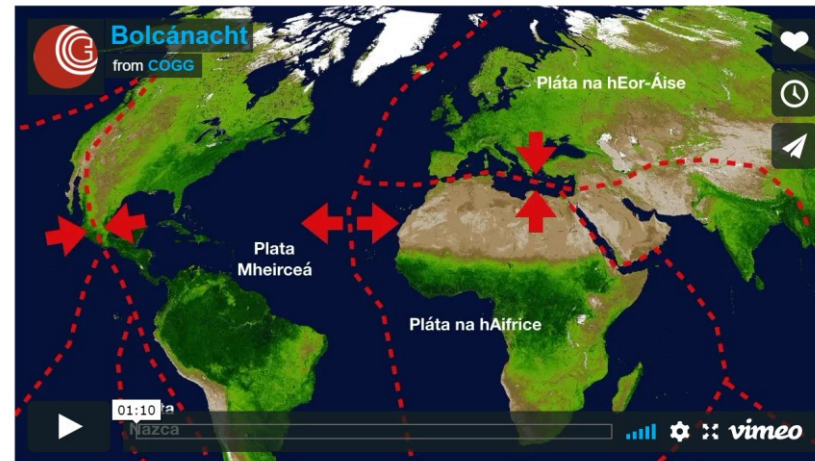 Bolcánacht
from COGG
Pláta na hEor-Áise
Plata
Mheirceá
Pláta na hAifrice
01:10
Nazca
vimeo